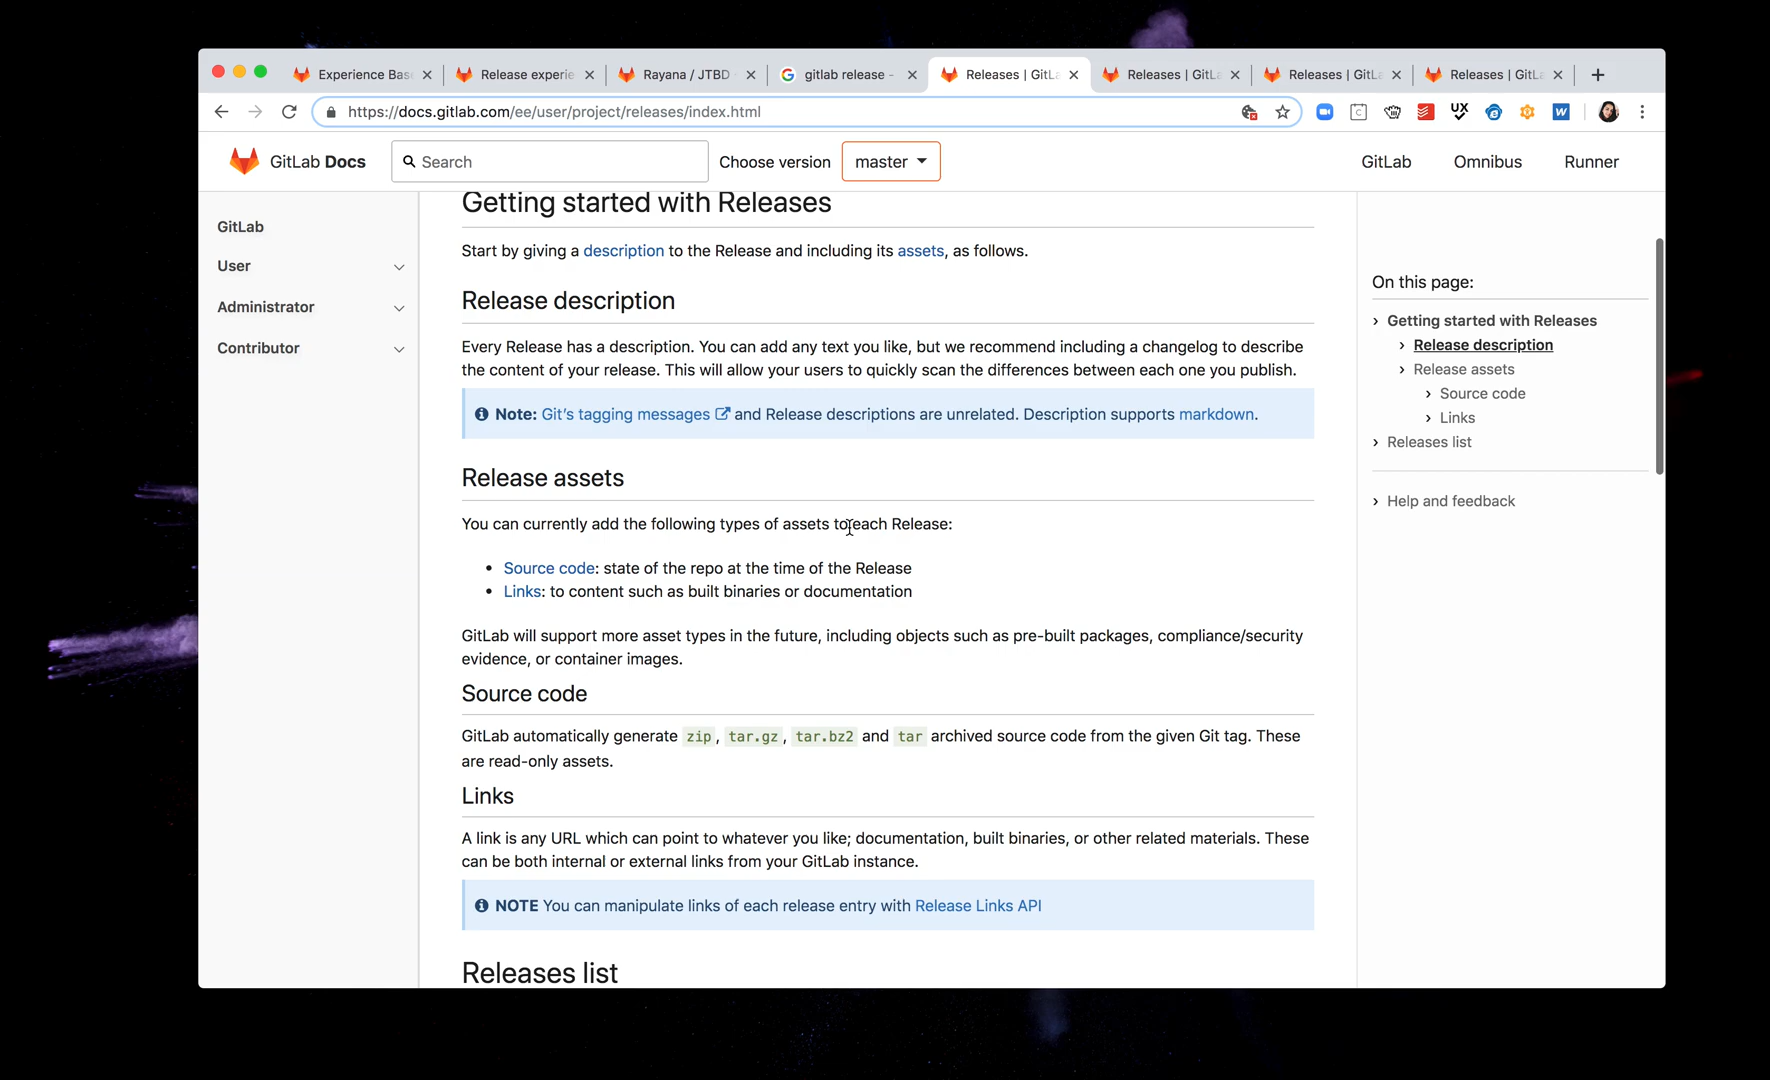 Experience Bas
Release experie
Rayana / JTBD
gitlab release -
Releases | GitLa
Releases | GitLa
Releases | GitLa
Releases | GitLa
https://docs.gitlab.com/ee/user/project/releases/index.html
UX
W
GitLab Docs
Search
Choose version
master
GitLab
Omnibus
Runner
GitLab
User
Administrator
Contributor
Getting started with Releases
Start by giving a description to the Release and including its assets, as follows.
Release description
Every Release has a description. You can add any text you like, but we recommend including a changelog to describe
the content of your release. This will allow your users to quickly scan the differences between each one you publish.
Note: Git's tagging messages and Release descriptions are unrelated. Description supports markdown.
Release assets
You can currently add the following types of assets to each Release:
• Source code: state of the repo at the time of the Release
• Links: to content such as built binaries or documentation
GitLab will support more asset types in the future, including objects such as pre-built packages, compliance/security
evidence, or container images.
Source code
GitLab automatically generate zip, tar.gz, tar.bz2 and tar archived source code from the given Git tag. These
are read-only assets.
Links
A link is any URL which can point to whatever you like; documentation, built binaries, or other related materials. These
can be both internal or external links from your GitLab instance.
NOTE You can manipulate links of each release entry with Release Links API
Releases list
On this page:
Getting started with Releases
Release description
Release assets
Source code
Links
Releases list
Help and feedback